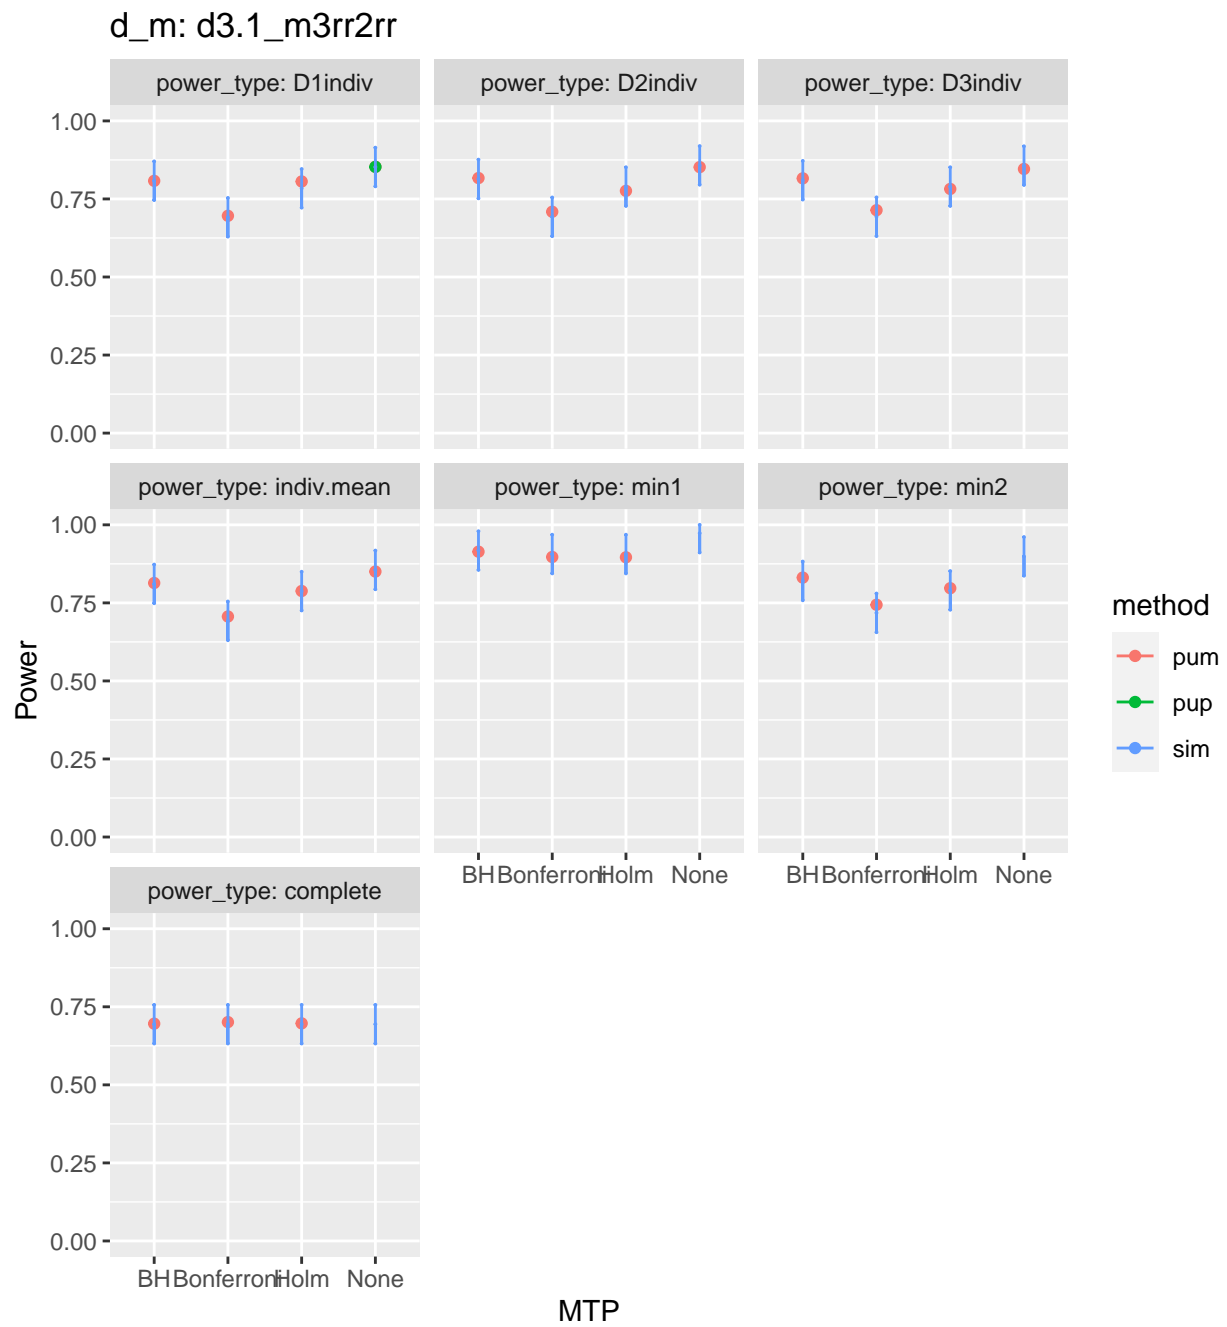 d_m: d3.1_m3rr2rr
power_type: D1indiv
power_type: D2indiv
power_type: D3indiv
1.00
0.75
0.50
0.25
0.00
power_type: indiv.mean
power_type: min1
power_type: min2
1.00
0.75
0.50
0.25
0.00
BH Bonferroni Holm None
BH Bonferroni Holm None
power_type: complete
1.00
0.75
0.50
0.25
0.00
BH Bonferroni Holm None
Power
MTP
method
pum
pup
sim